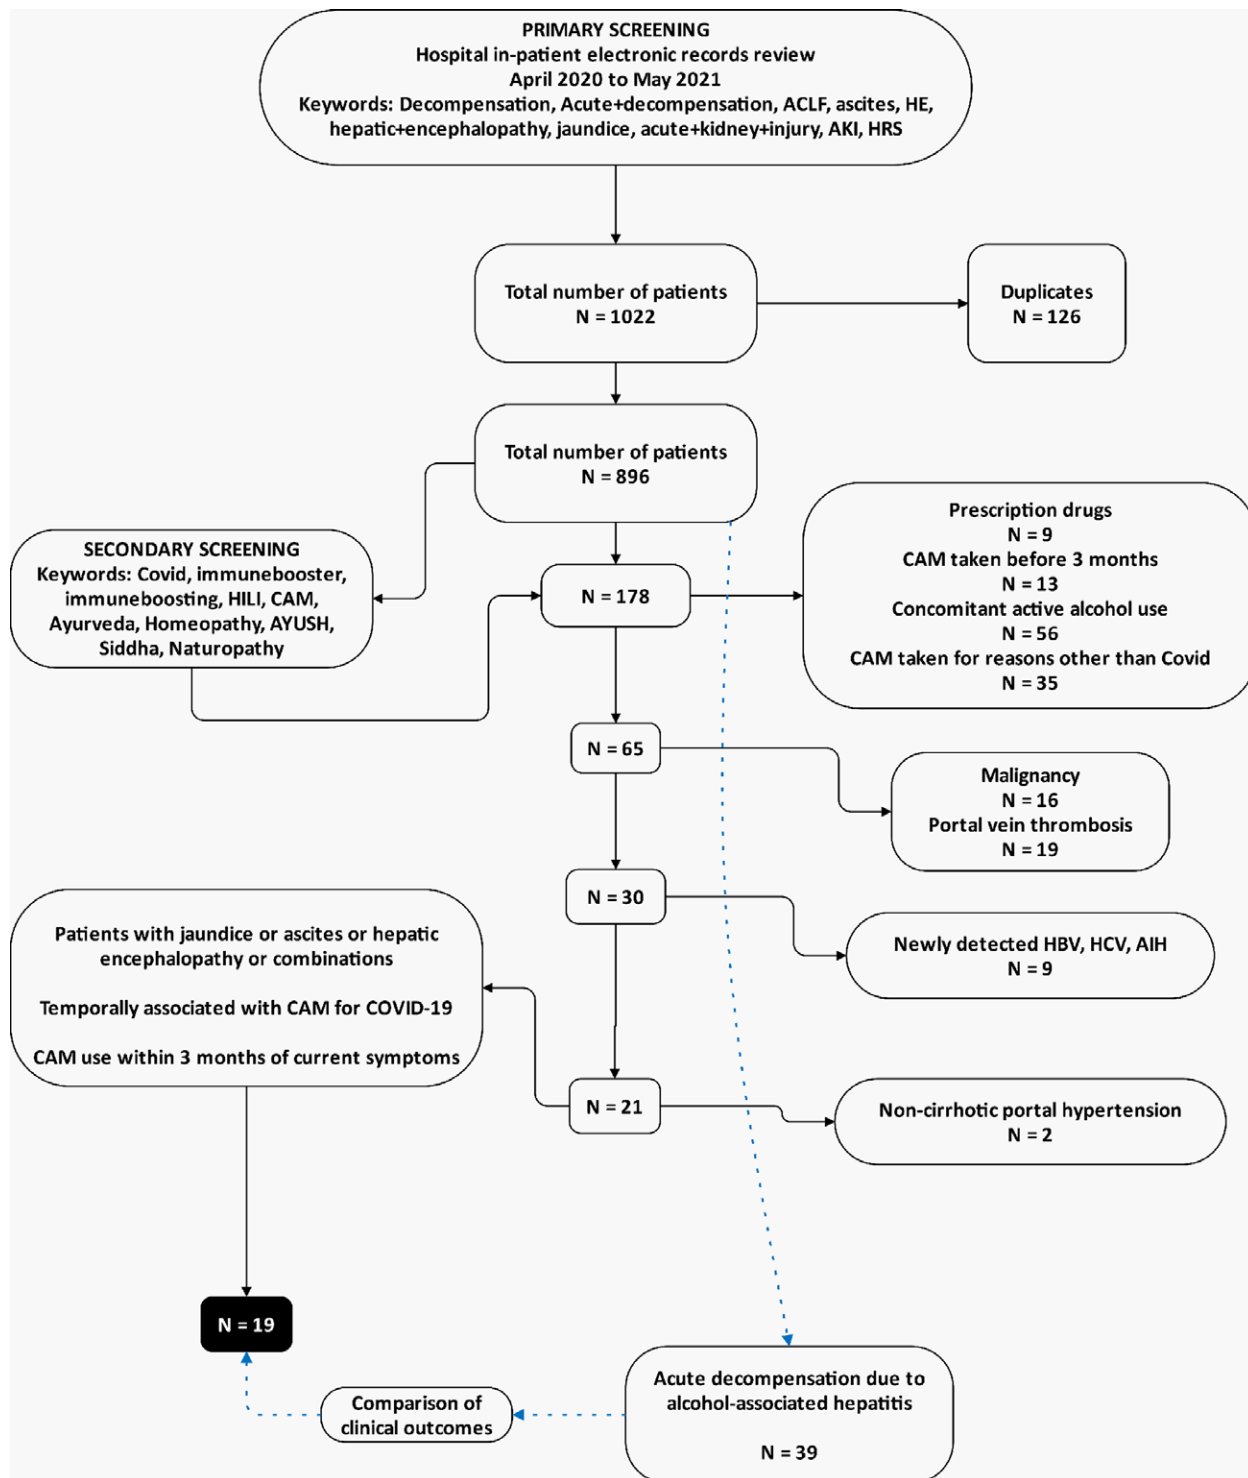 PRIMARY SCREENING
Hospital in-patient electronic records review
April 2020 to May 2021
Keywords: Decompensation, Acute+decompensation, ACLF, ascites, HE,
hepatic+encephalopathy, jaundice, acute+kidney+injury, AKI, HRS
Total number of patients
N = 1022
Duplicates
N = 126
Total number of patients
N = 896
SECONDARY SCREENING
Keywords: Covid, immunebooster,
immuneboosting, HILI, CAM,
Ayurveda, Homeopathy, AYUSH,
Siddha, Naturopathy
N = 178
Prescription drugs
N = 9
CAM taken before 3 months
N = 13
Concomitant active alcohol use
N = 56
CAM taken for reasons other than Covid
N = 35
N = 65
Malignancy
N = 16
Portal vein thrombosis
N = 19
N = 30
Newly detected HBV, HCV, AIH
N = 9
Patients with jaundice or ascites or hepatic
encephalopathy or combinations
Temporally associated with CAM for COVID-19
CAM use within 3 months of current symptoms
N = 21
Non-cirrhotic portal hypertension
N = 2
N = 19
Comparison of
clinical outcomes
Acute decompensation due to
alcohol-associated hepatitis
N = 39